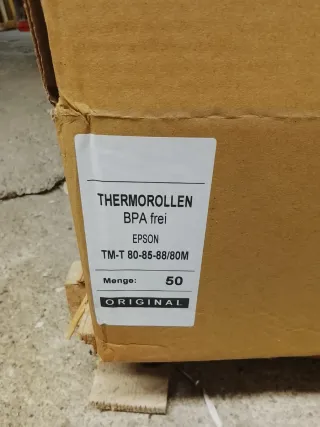 THERMOROLLEN
BPA frei
EPSON
TM-T 80-85-88/80M
Menge: 50
ORIGINAL